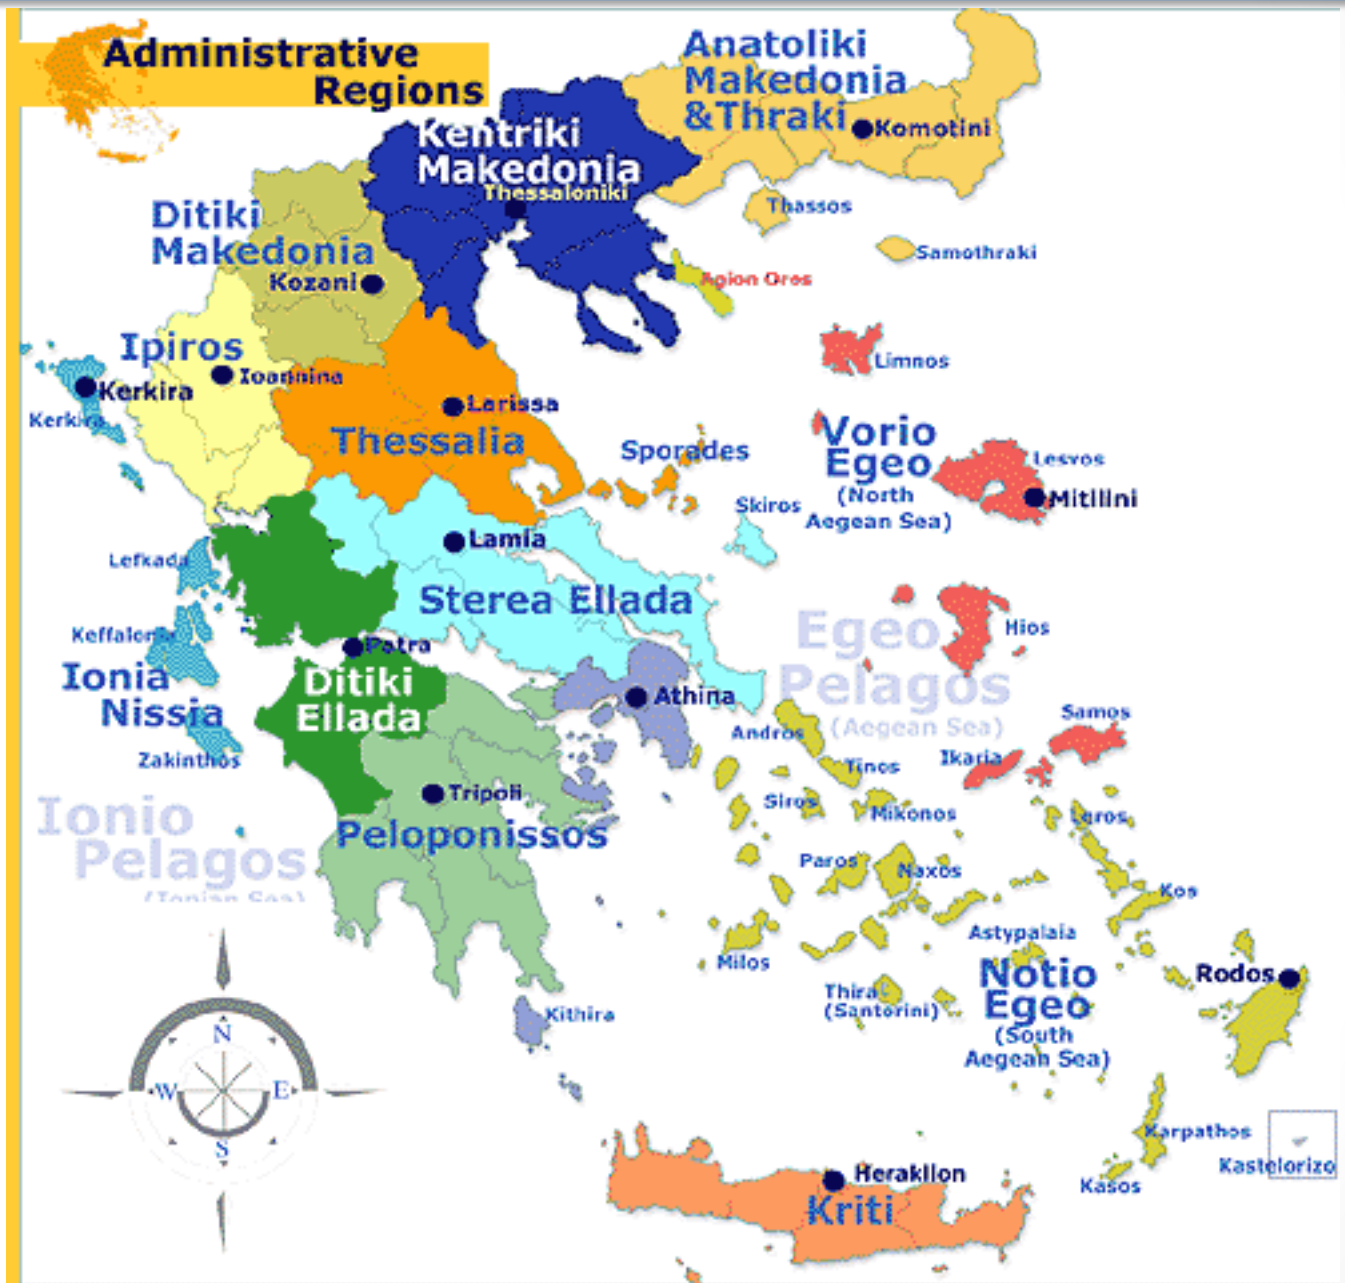 Administrative
Regions
Anatoliki
Makedonia
&Thraki
Komotini
Kentriki
Makedonia
Thessaloniki
Thassos
Samothraki
Ditiki
Makedonia
Kozani
Agion Oros
Limnos
Ipiros
Ioannina
Kerkira
Kerkira
Larissa
Thessalia
Sporades
Vorio
Egeo
(North
Aegean Sea)
Lesvos
Mitilini
Skiros
Lamia
Lefkada
Sterea Ellada
Keffalonia
Patra
Egeo
Pelagos
(Aegean Sea)
Hios
Ionia
Nissia
Ditiki
Ellada
Athina
Zakinthos
Andros
Samos
Ikaria
Tinos
Siros
Mikonos
Leros
Tripoli
Peloponissos
Ionio
Pelagos
(Ionian Sea)
Paros
Naxos
Kos
Astypalaia
Milos
Notio
Egeo
(South
Aegean Sea)
Rodos
Thira
(Santorini)
Kithira
N
W
E
S
Karpathos
Kastelorizo
Kasos
Heraklion
Kriti